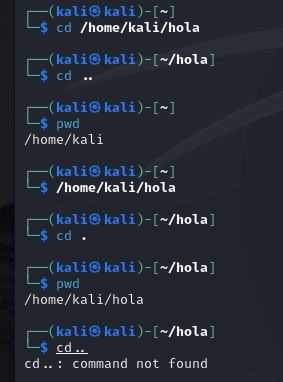 ┌──(kali㉿kali)-[~]
└─$ cd /home/kali/hola
┌──(kali㉿kali)-[~/hola]
└─$ cd ..
┌──(kali㉿kali)-[~]
└─$ pwd
/home/kali
┌──(kali㉿kali)-[~]
└─$ /home/kali/hola
┌──(kali㉿kali)-[~/hola]
└─$ cd .
┌──(kali㉿kali)-[~/hola]
└─$ pwd
/home/kali/hola
┌──(kali㉿kali)-[~/hola]
└─$ cd..
cd..: command not found